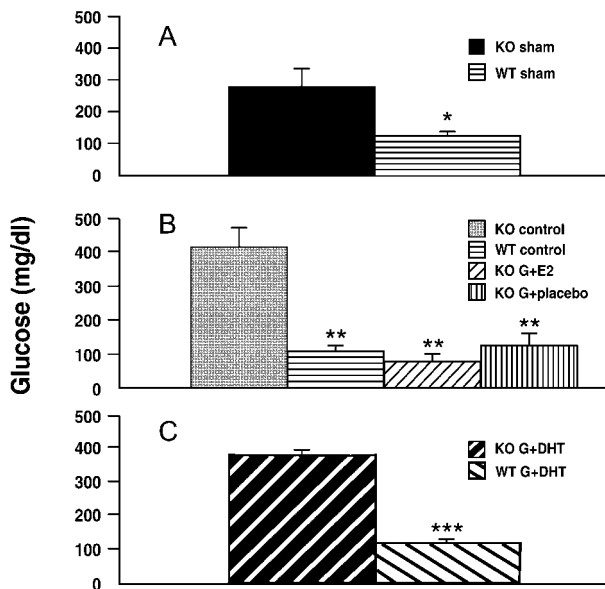 Glucose (mg/dl)
A
500
400
300
200
100
0
*
KO sham
WT sham
B
500
400
300
200
100
0
**
**
**
KO control
WT control
KO G+E2
KO G+placebo
C
500
400
300
200
100
0
***
KO G+DHT
WT G+DHT